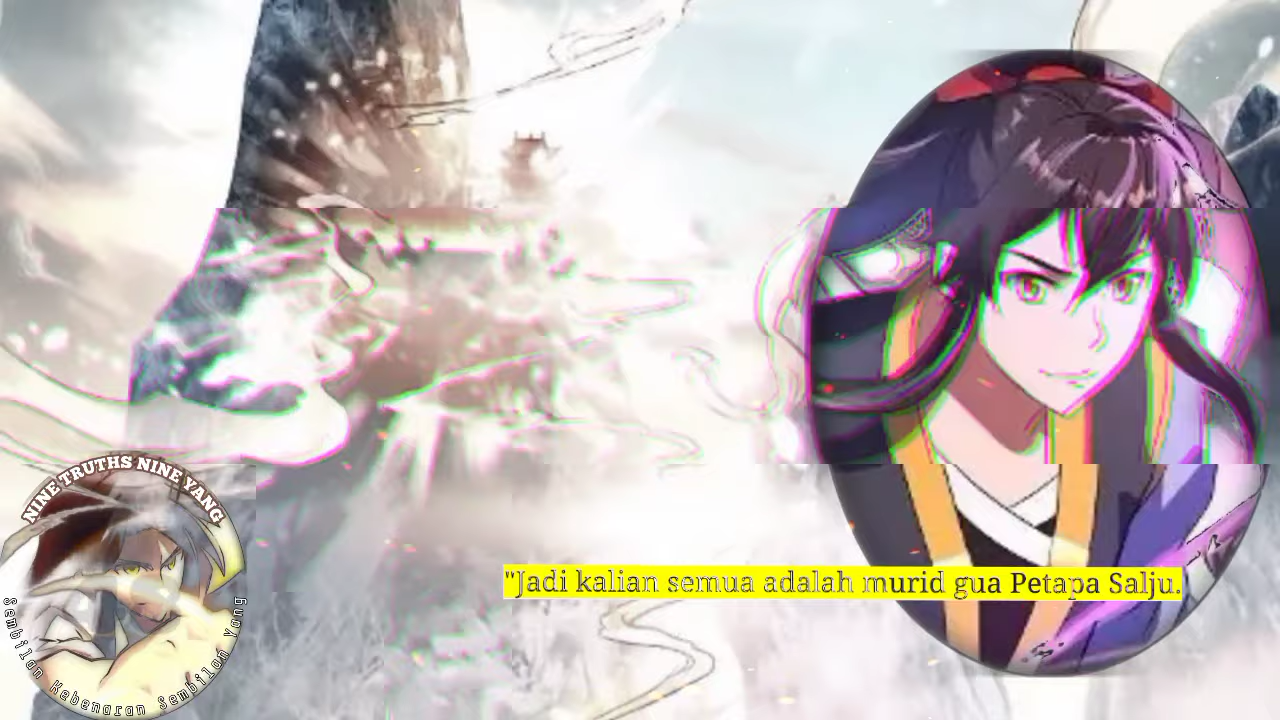 NINE TRUTHS NINE YANG
Sembilan Kebenaran Sembilan Yang
"Jadi kalian semua adalah murid gua Petapa Salju.